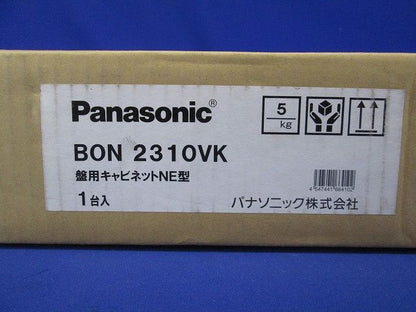 Panasonic®
5
kg
BON 2310VK
盤用キャビネットNE型
1台入
4547441664102
パナソニック株式会社